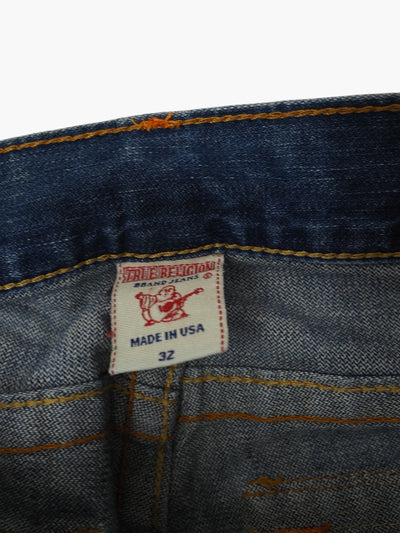 TRUE RELIGION
BRAND JEANS
MADE IN USA
32